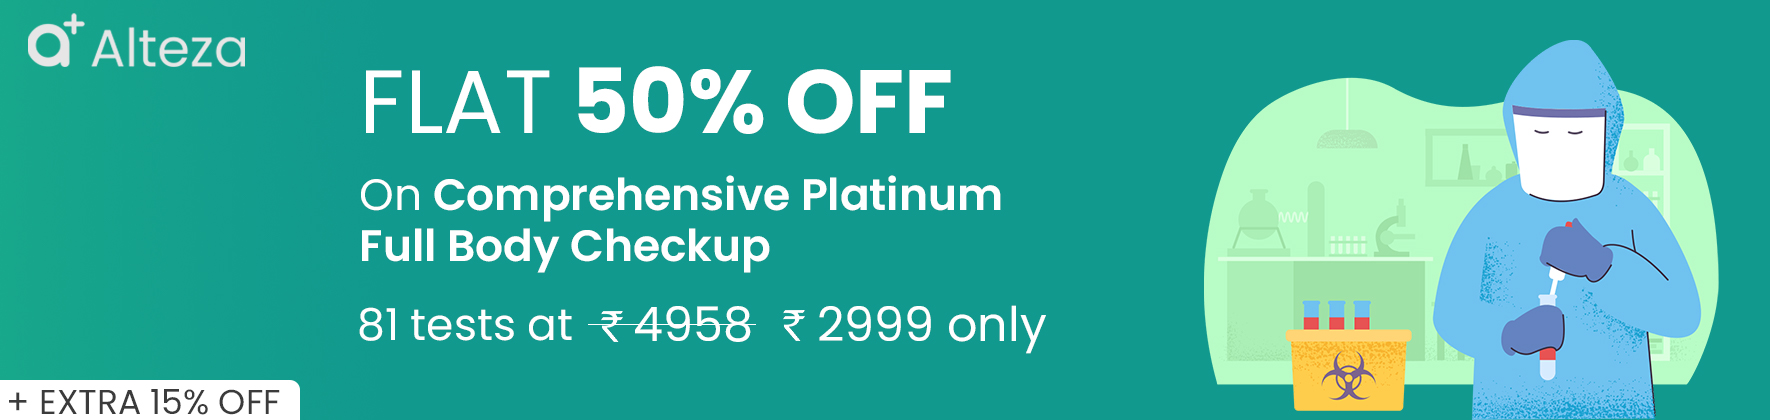 a+ Alteza
FLAT 50% OFF
On Comprehensive Platinum
Full Body Checkup
81 tests at ₹ 4958 ₹ 2999 only
+ EXTRA 15% OFF